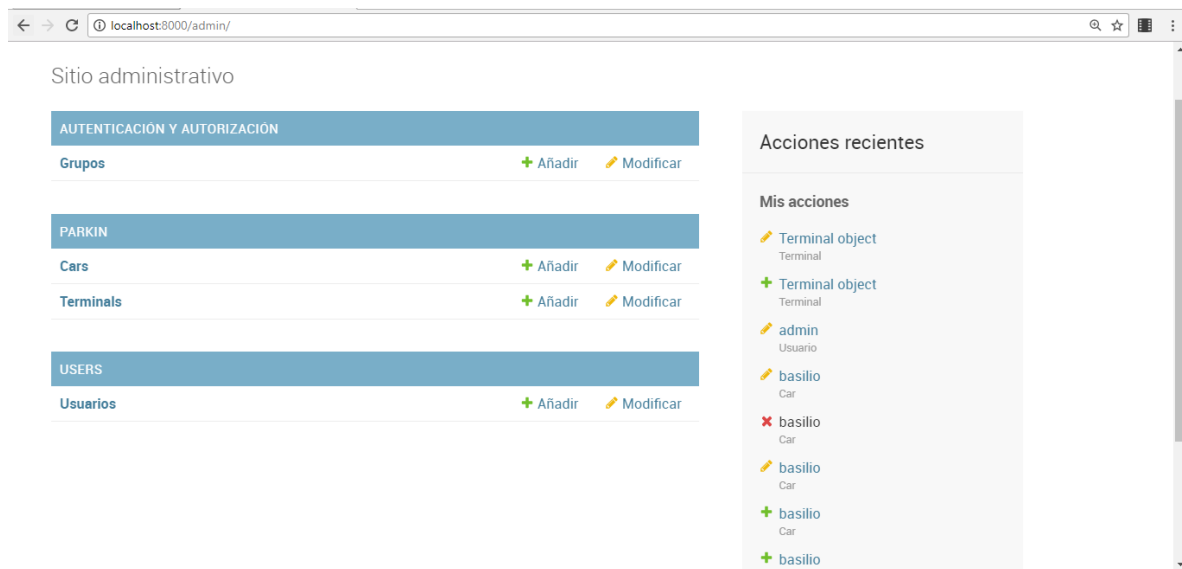 localhost:8000/admin/
Sitio administrativo
AUTENTICACIÓN Y AUTORIZACIÓN
Grupos Añadir Modificar
PARKIN
Cars Añadir Modificar
Terminals Añadir Modificar
USERS
Usuarios Añadir Modificar
Acciones recientes
Mis acciones
Terminal object
Terminal
Terminal object
Terminal
admin
Usuario
basilio
Car
basilio
Car
basilio
Car
basilio
Car
basilio